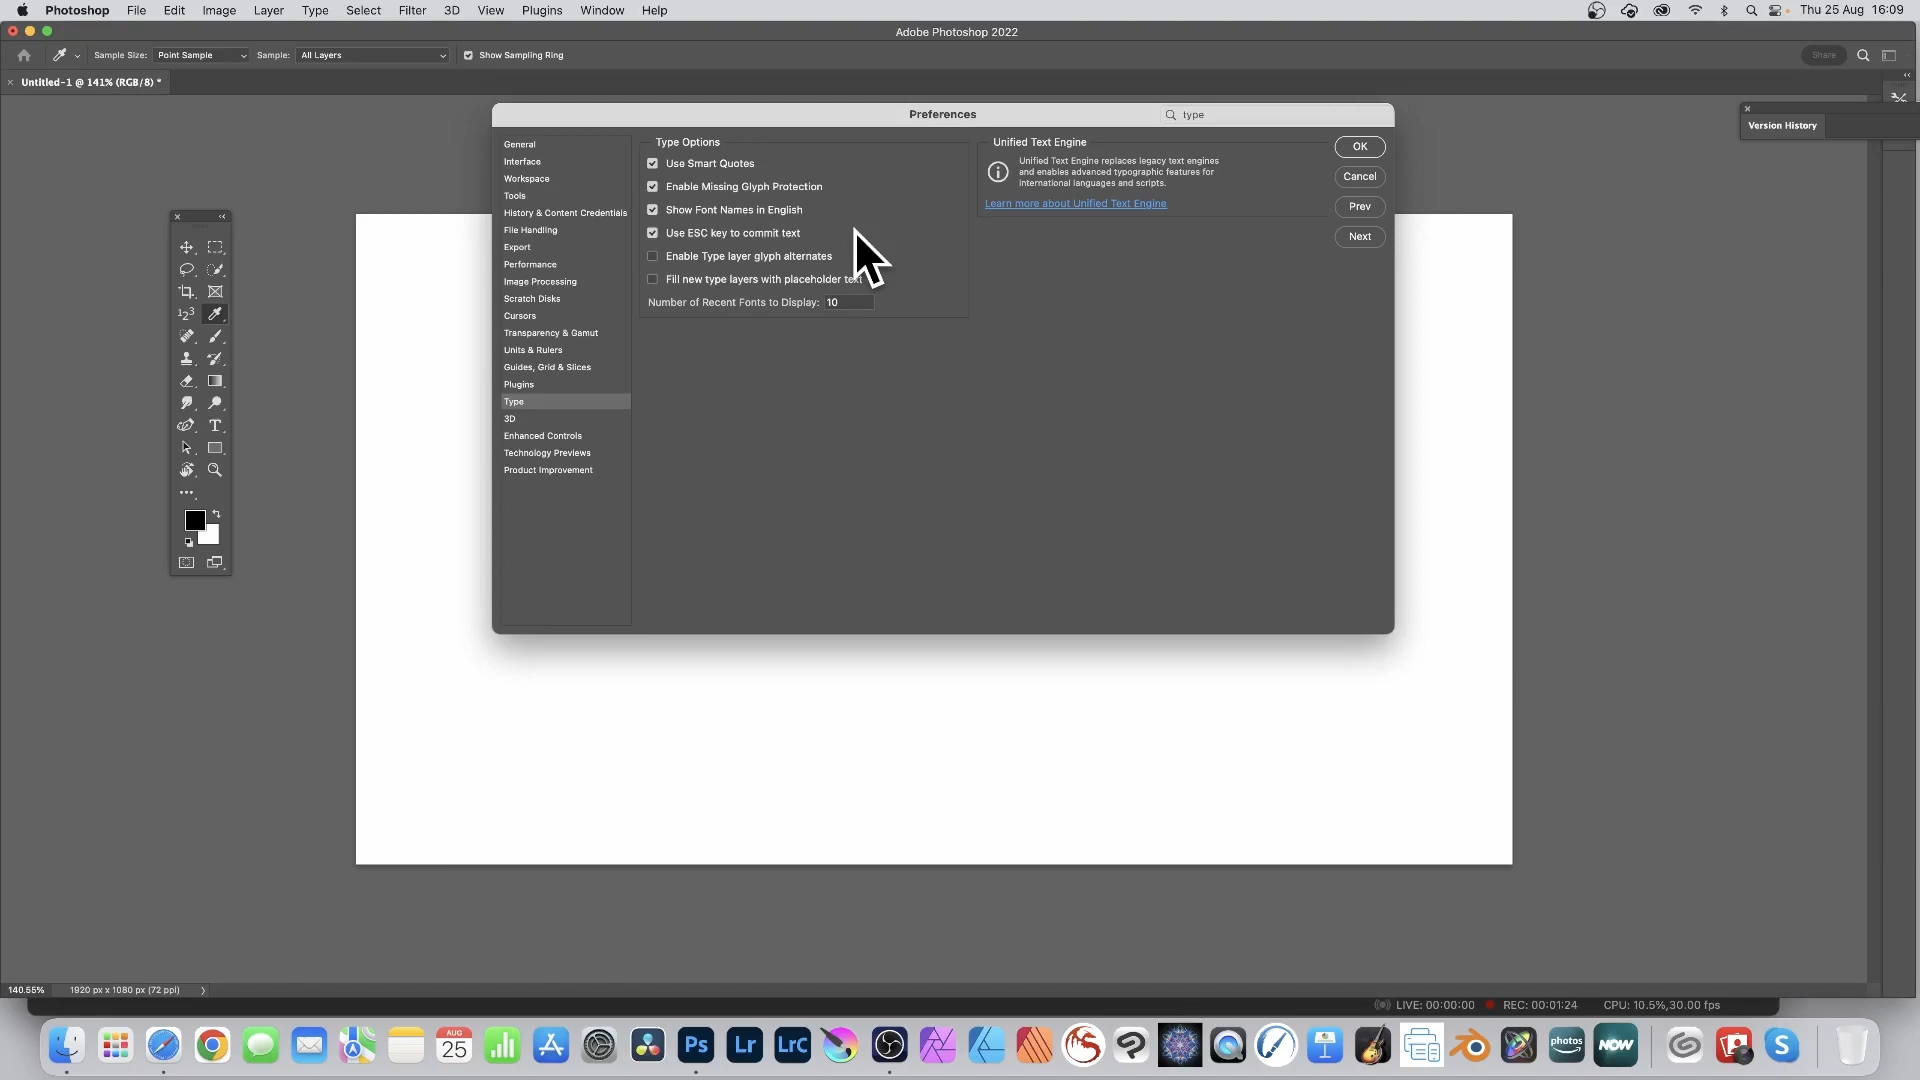 Photoshop File Edit Image Layer Type Select Filter 3D View Plugins Window Help Thu 25 Aug 16:09
Adobe Photoshop 2022
Sample Size: Point Sample Sample: All Layers Show Sampling Ring Share
Untitled-1 @ 141% (RGB/8) *
Preferences
type
Version History
General
Interface
Workspace
Tools
History & Content Credentials
File Handling
Export
Performance
Image Processing
Scratch Disks
Cursors
Transparency & Gamut
Units & Rulers
Guides, Grid & Slices
Plugins
Type
3D
Enhanced Controls
Technology Previews
Product Improvement
Type Options
Use Smart Quotes
Enable Missing Glyph Protection
Show Font Names in English
Use ESC key to commit text
Enable Type layer glyph alternates
Fill new type layers with placeholder text
Number of Recent Fonts to Display: 10
Unified Text Engine
Unified Text Engine replaces legacy text engines
and enables advanced typographic features for
international languages and scripts.
Learn more about Unified Text Engine
OK
Cancel
Prev
Next
123
T
140.55% 1920 px x 1080 px (72 ppi)
LIVE: 00:00:00 REC: 00:01:24 CPU: 10.5%,30.00 fps
AUG
25
Ps
Lr
LrC
photos
NOW
S